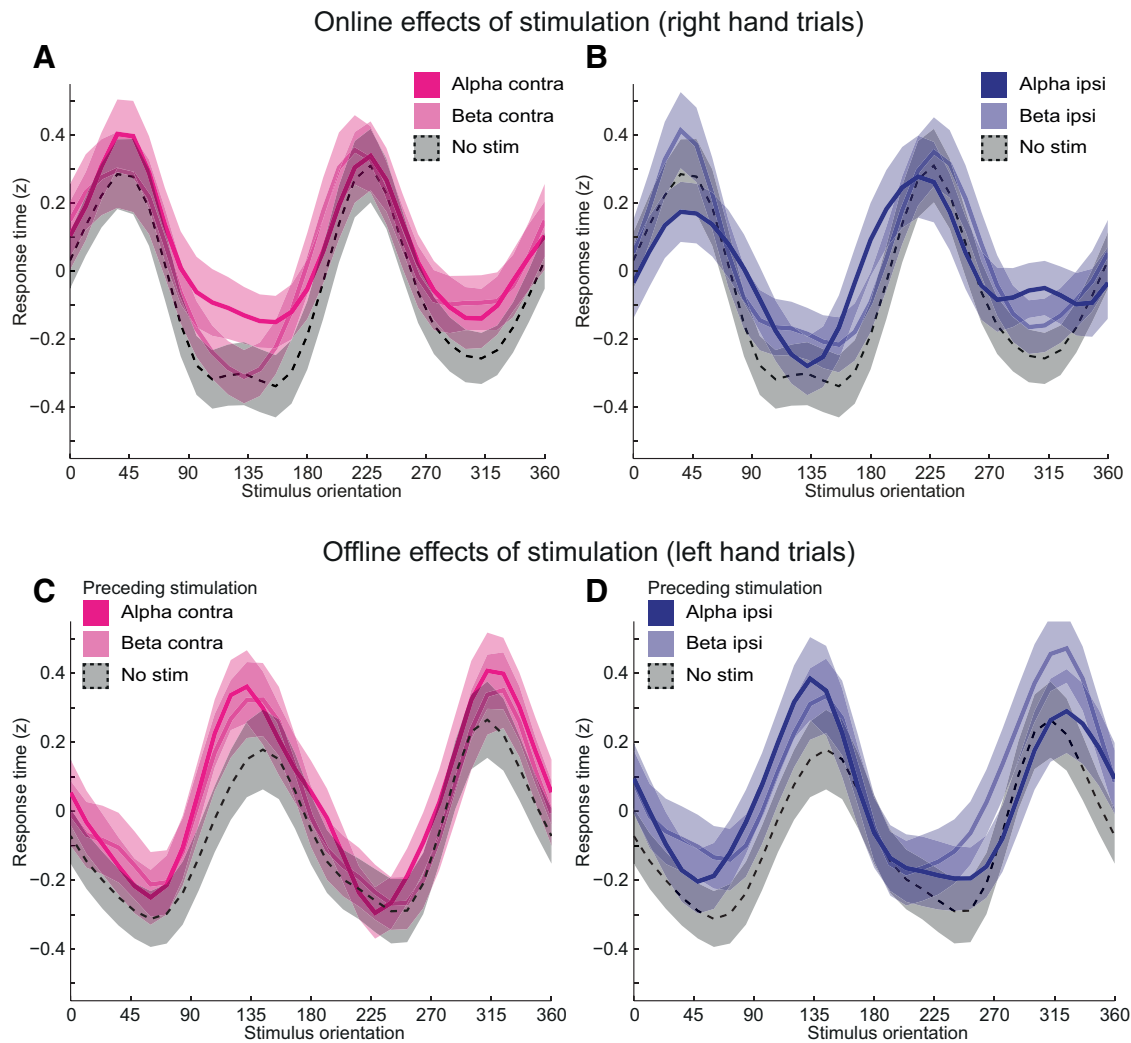 Online effects of stimulation (right hand trials)
A
Alpha contra
Beta contra
No stim
Response time (z)
0.4
0.2
0
−0.2
−0.4
0 45 90 135 180 225 270 315 360
Stimulus orientation
B
Alpha ipsi
Beta ipsi
No stim
Response time (z)
0.4
0.2
0
−0.2
−0.4
0 45 90 135 180 225 270 315 360
Stimulus orientation
Offline effects of stimulation (left hand trials)
C
Preceding stimulation
Alpha contra
Beta contra
No stim
Response time (z)
0.4
0.2
0
−0.2
−0.4
0 45 90 135 180 225 270 315 360
Stimulus orientation
D
Preceding stimulation
Alpha ipsi
Beta ipsi
No stim
Response time (z)
0.4
0.2
0
−0.2
−0.4
0 45 90 135 180 225 270 315 360
Stimulus orientation